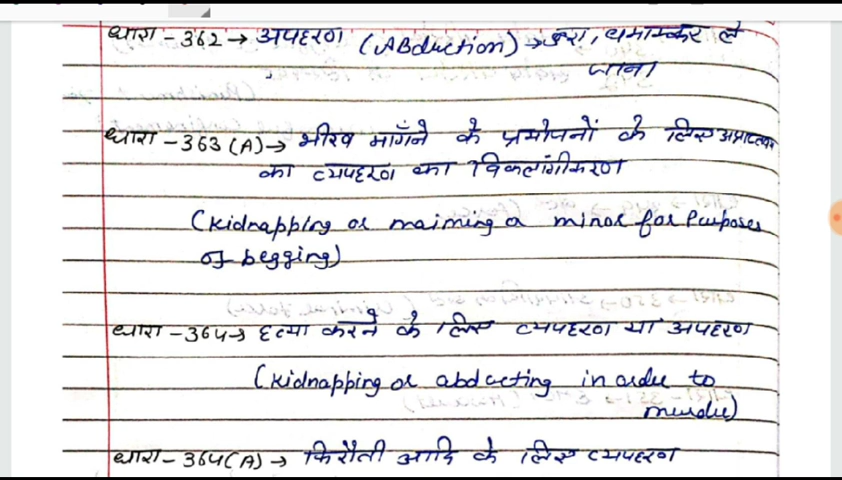 धारा - 362 → अपहरण (Abduction) → डरा, धमाकर ले
जाना
धारा - 363 (A) → भीख माँगने के प्रयोजनों के लिए अप्राप्तवय
का व्यपहरण का विकलांगीकरण
(Kidnapping or maiming a minor for Purposes
of begging)
धारा - 364 → हत्या करने के लिए व्यपहरण या अपहरण
(Kidnapping or abducting in order to
murder)
धारा - 364(A) → फिरौती आदि के लिए व्यपहरण